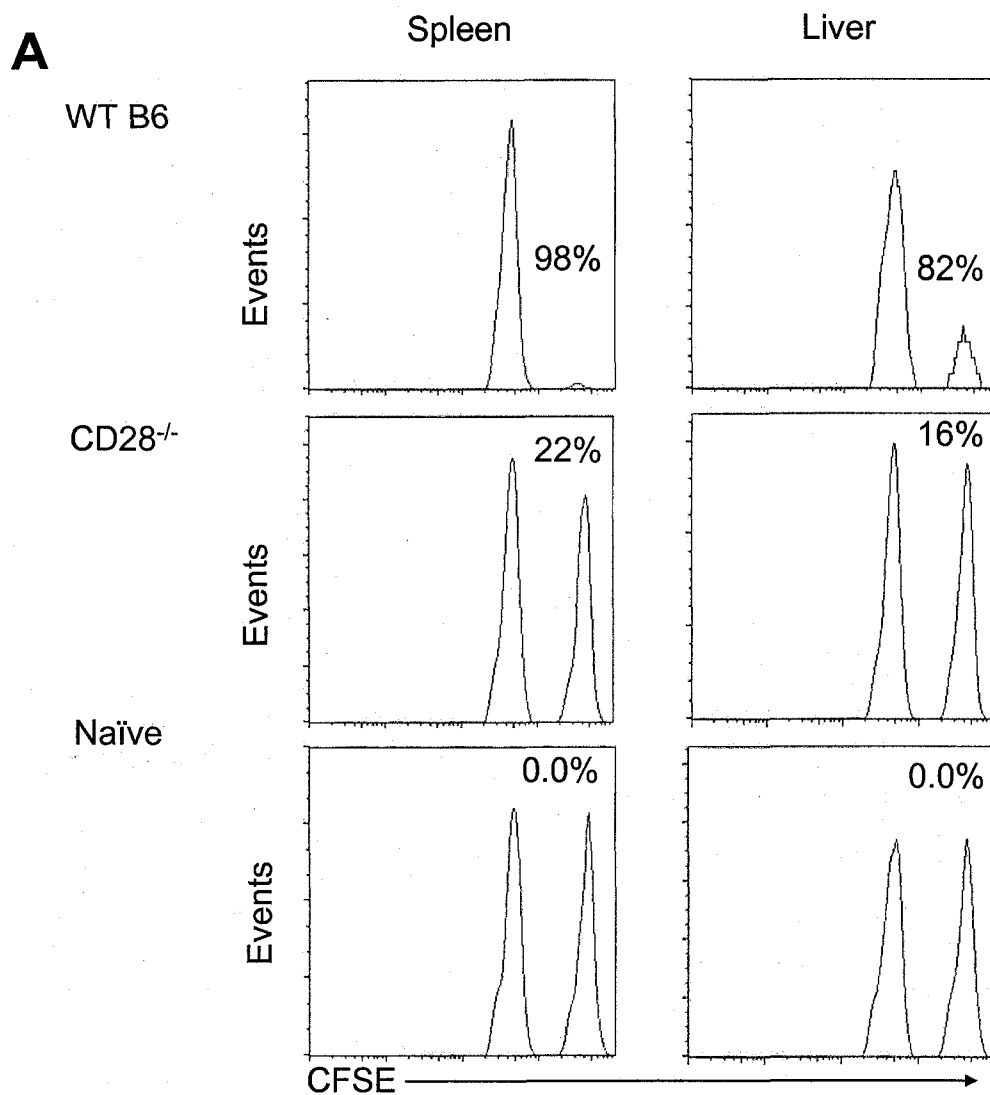 A
Spleen
Liver
WT B6
Events
98%
82%
CD28-/-
Events
22%
16%
Naïve
Events
0.0%
0.0%
CFSE